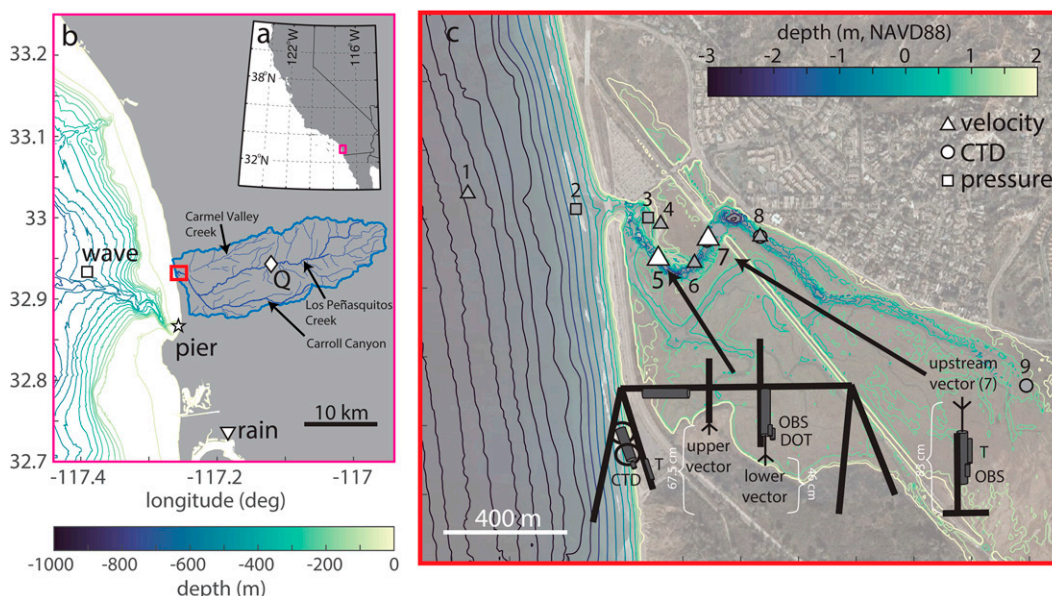 b
a
122°W
116°W
38°N
32°N
33.2
33.1
33
32.9
32.8
32.7
Carmel Valley
Creek
wave
Q
Los Peñasquitos
Creek
Carroll Canyon
pier
rain
10 km
-117.4
-117.2
-117
longitude (deg)
-1000
-800
-600
-400
-200
0
depth (m)
c
depth (m, NAVD88)
-3
-2
-1
0
1
2
velocity
CTD
pressure
1
2
3
4
5
6
7
8
9
upstream
vector (7)
OBS
DOT
upper
vector
lower
vector
CTD
T
67.5 cm
T
OBS
400 m